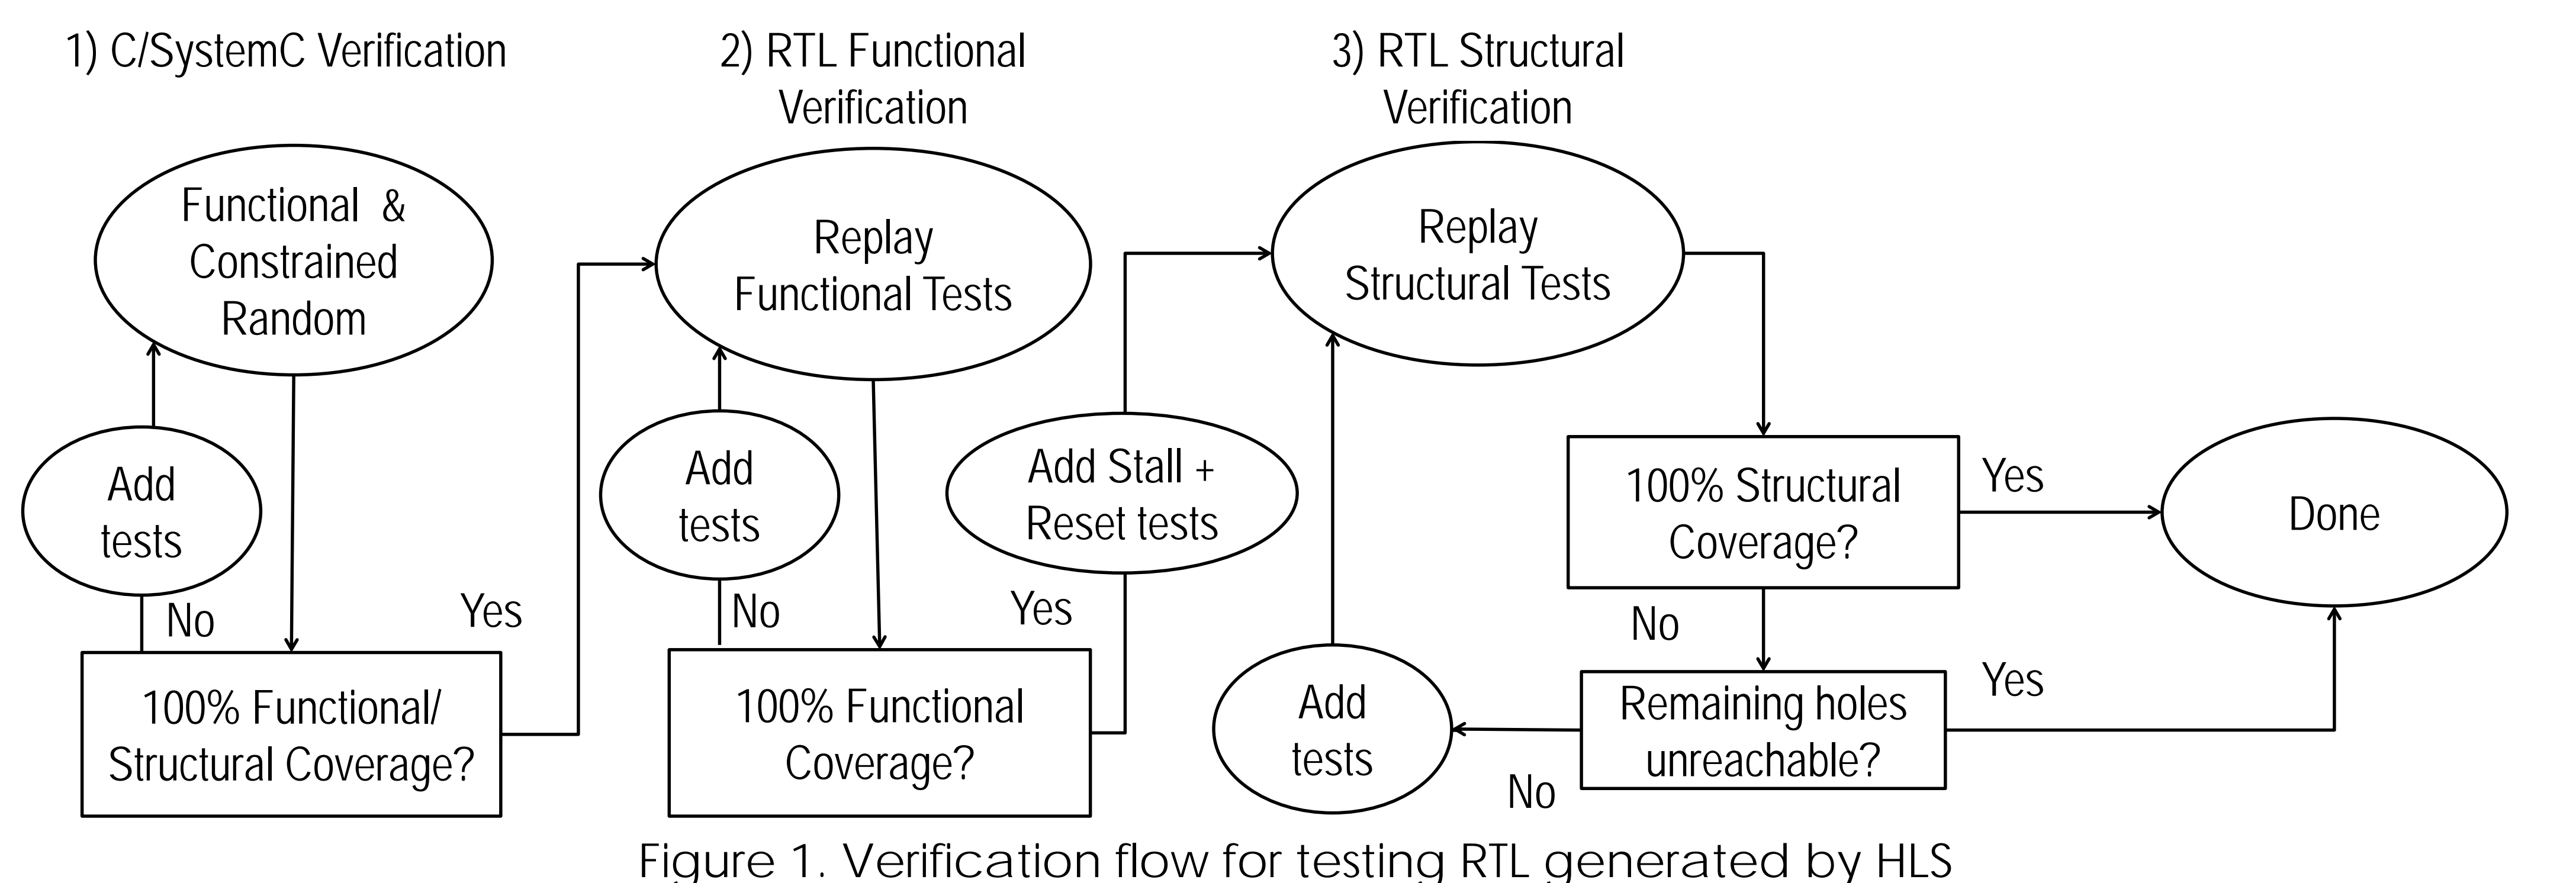 1) C/SystemC Verification
2) RTL Functional
Verification
3) RTL Structural
Verification
Functional & 
Constrained
Random
Add
tests
No
Yes
100% Functional/
Structural Coverage?
Replay
Functional Tests
Add
tests
No
Yes
100% Functional
Coverage?
Add Stall +
Reset tests
Replay
Structural Tests
100% Structural
Coverage?
Yes
Done
No
Remaining holes
unreachable?
Yes
No
Add
tests
Figure 1. Verification flow for testing RTL generated by HLS